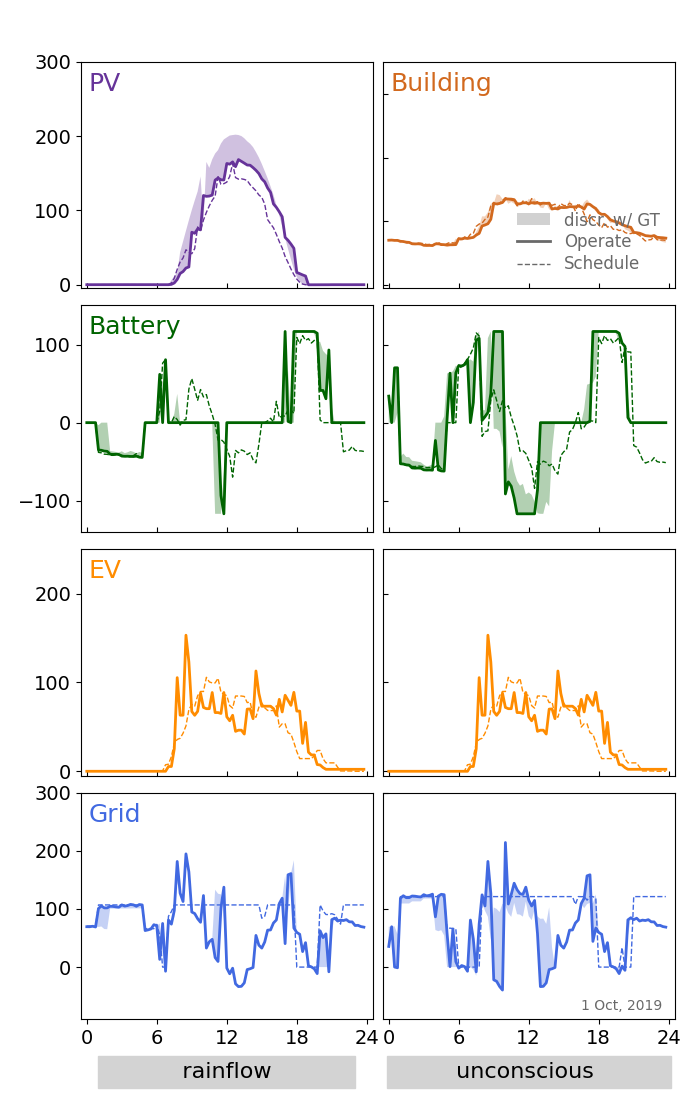 PV
Building
300
200
100
0
discr. w/ GT
Operate
Schedule
Battery
100
0
−100
EV
200
100
0
Grid
300
200
100
0
1 Oct, 2019
0 6 12 18 24 0 6 12 18 24
rainflow unconscious